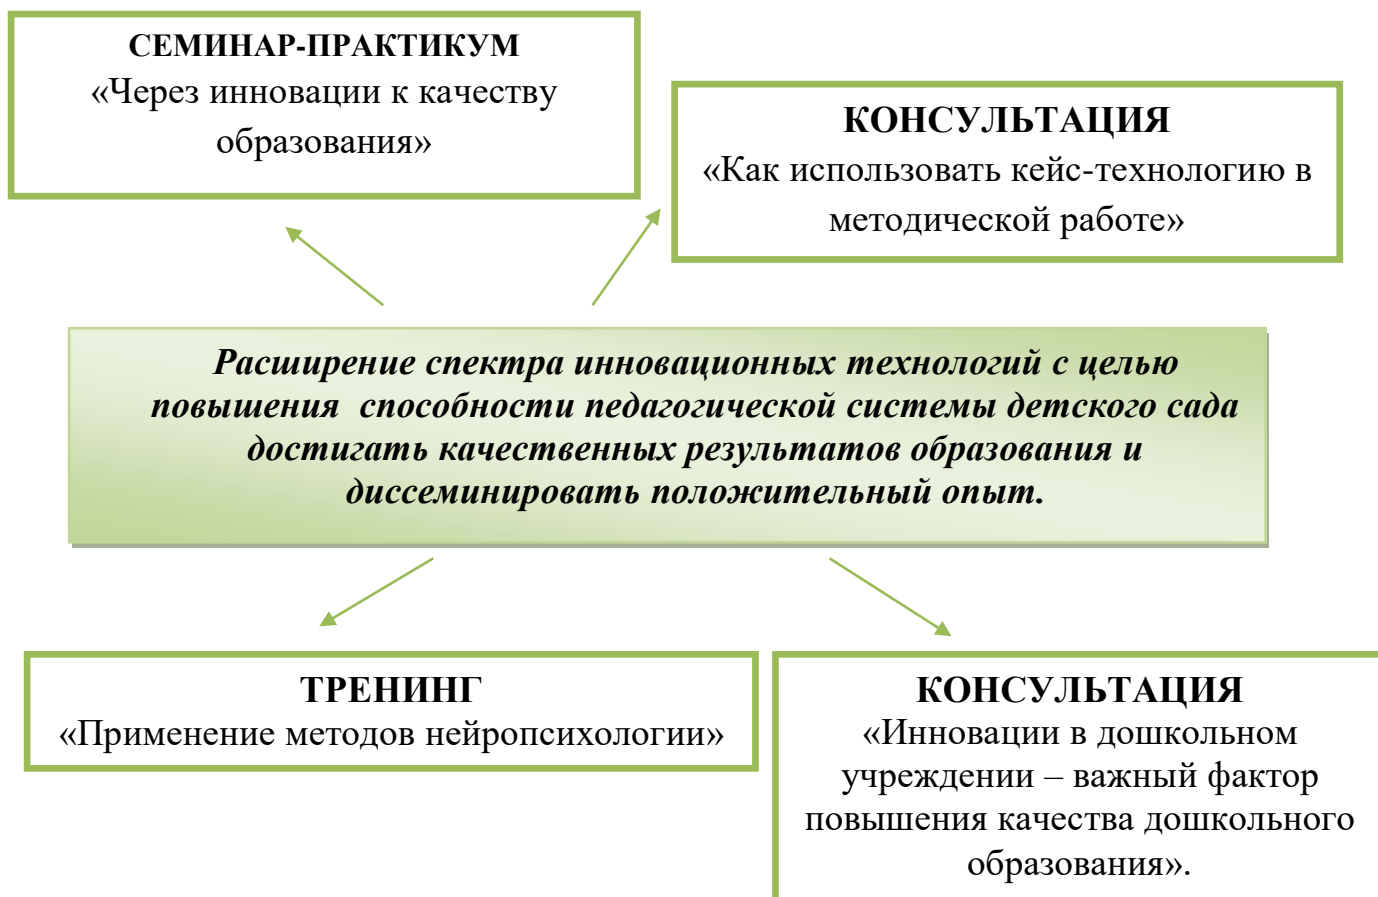 СЕМИНАР-ПРАКТИКУМ
«Через инновации к качеству
образования»
КОНСУЛЬТАЦИЯ
«Как использовать кейс-технологию в
методической работе»
Расширение спектра инновационных технологий с целью
повышения  способности педагогической системы детского сада
достигать качественных результатов образования и
диссеминировать положительный опыт.
ТРЕНИНГ
«Применение методов нейропсихологии»
КОНСУЛЬТАЦИЯ
«Инновации в дошкольном
учреждении – важный фактор
повышения качества дошкольного
образования».